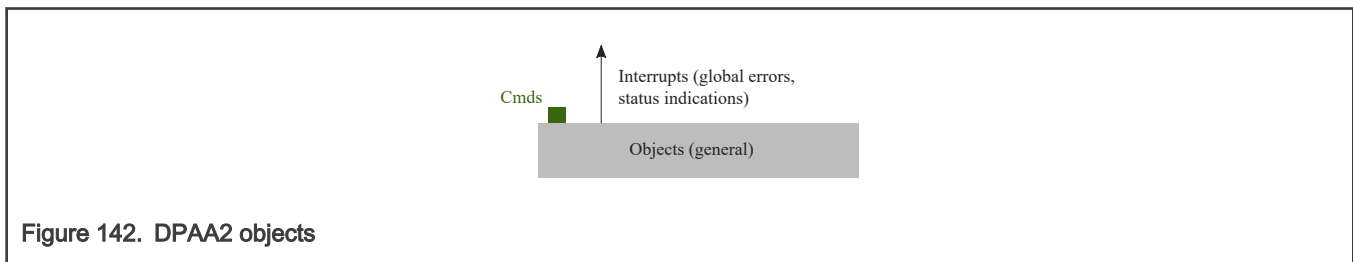 Interrupts (global errors,
status indications)
Cmds
Objects (general)
Figure 142. DPAA2 objects